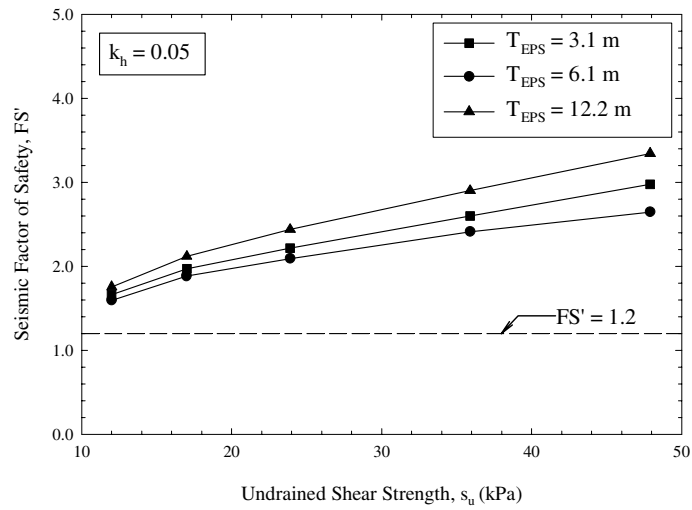 5.0
k_h = 0.05
T_EPS = 3.1 m
T_EPS = 6.1 m
T_EPS = 12.2 m
4.0
Seismic Factor of Safety, FS'
3.0
2.0
FS' = 1.2
1.0
0.0
10 20 30 40 50
Undrained Shear Strength, s_u (kPa)